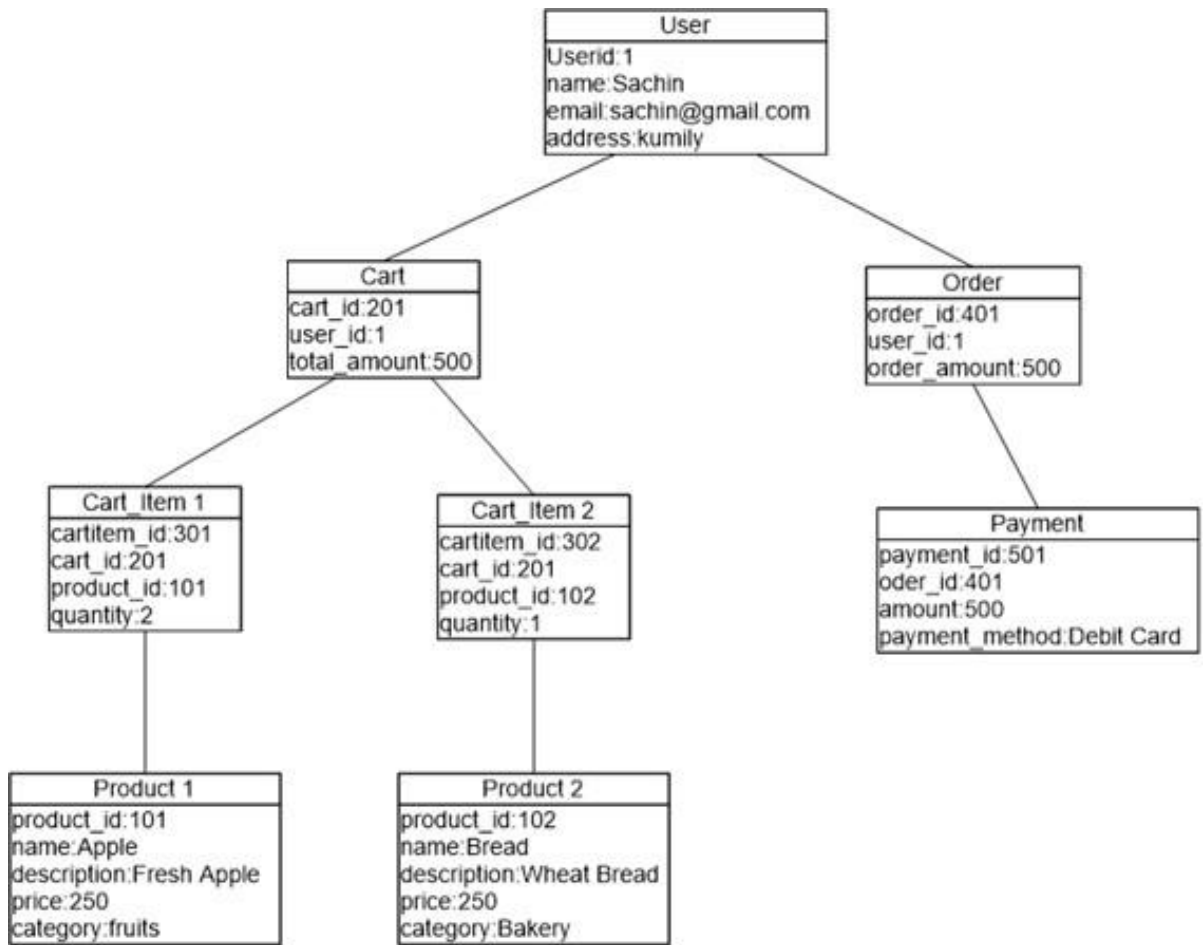 User
Userid:1
name:Sachin
email:sachin@gmail.com
address:kumily
Cart
cart_id:201
user_id:1
total_amount:500
Order
order_id:401
user_id:1
order_amount:500
Cart_Item 1
cartitem_id:301
cart_id:201
product_id:101
quantity:2
Cart_Item 2
cartitem_id:302
cart_id:201
product_id:102
quantity:1
Payment
payment_id:501
oder_id:401
amount:500
payment_method:Debit Card
Product 1
product_id:101
name:Apple
description:Fresh Apple
price:250
category:fruits
Product 2
product_id:102
name:Bread
description:Wheat Bread
price:250
category:Bakery